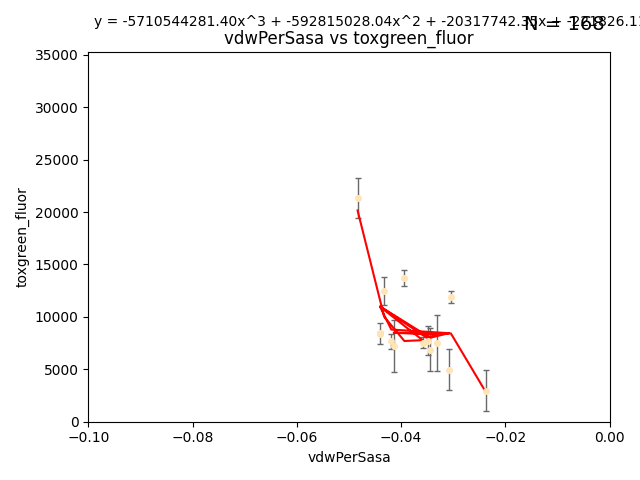 y = -5710544281.40x^3 + -592815028.04x^2 + -20317742.35x +
N = 168
vdwPerSasa vs toxgreen_fluor
35000
30000
25000
20000
15000
10000
5000
0
toxgreen_fluor
−0.10
−0.08
−0.06
−0.04
−0.02
0.00
vdwPerSasa